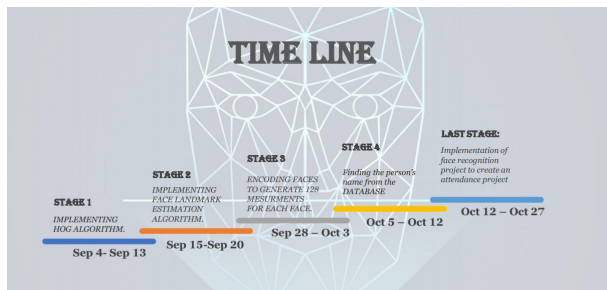 TIME LINE
STAGE 1
IMPLEMENTING
HOG ALGORITHM.
Sep 4- Sep 13
STAGE 2
IMPLEMENTING
FACE LANDMARK
ESTIMATION
ALGORITHM.
Sep 15-Sep 20
STAGE 3
ENCODING FACES
TO GENERATE 128
MESURMENTS
FOR EACH FACE.
Sep 28 – Oct 3
STAGE 4
Finding the person's
name from the
DATABASE
Oct 5 – Oct 12
LAST STAGE:
Implementation of
face recognition
project to create an
attendance project
Oct 12 – Oct 27